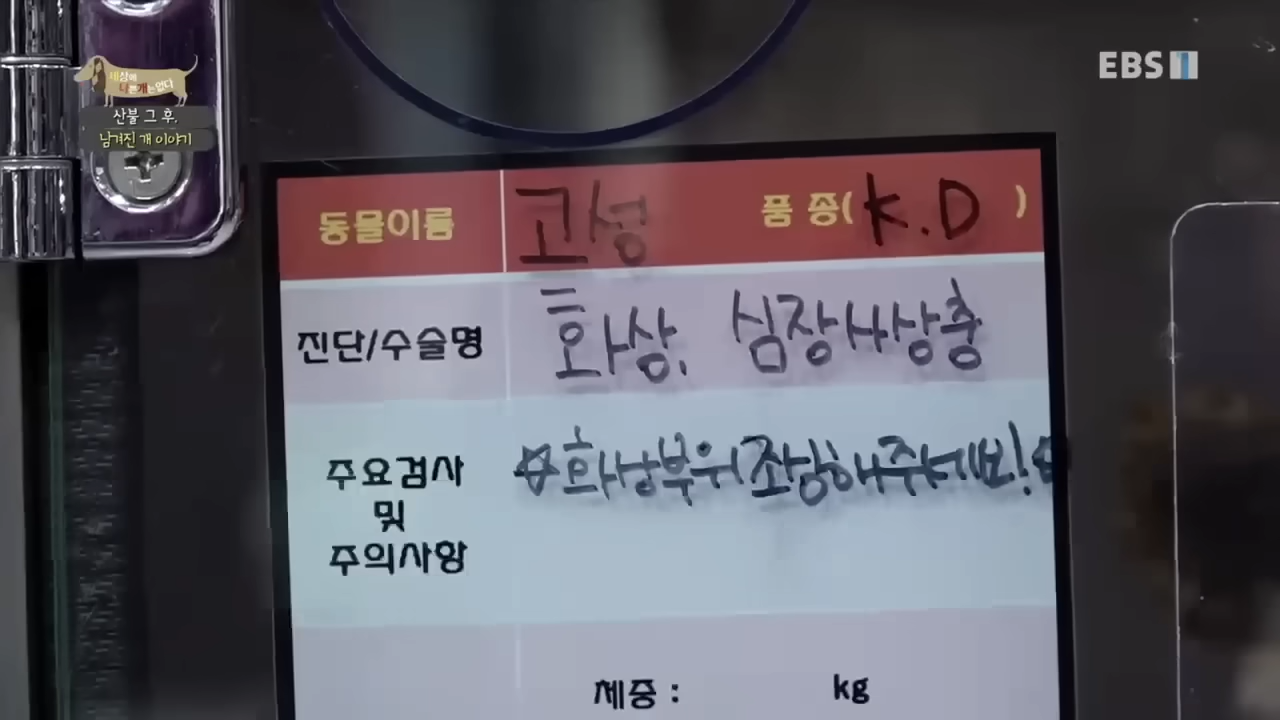 EBS1
세상에
나쁜개는없다
산불 그 후,
남겨진 개 이야기
동물이름 고성 품 종( K.D )
진단/수술명 화상. 심장사상충
주요검사
및
주의사항
☆화상부위조심해주세요!☆
체중 : kg